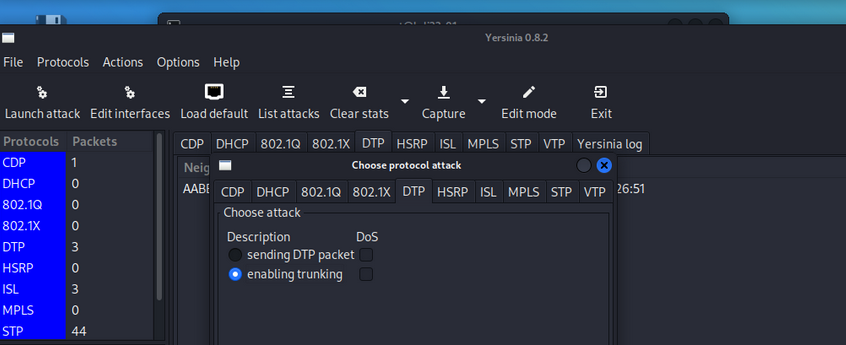 Yersinia 0.8.2
File Protocols Actions Options Help
Launch attack Edit interfaces Load default List attacks Clear stats Capture Edit mode Exit
Protocols Packets
CDP 1
DHCP 0
802.1Q 0
802.1X 0
DTP 3
HSRP 0
ISL 3
MPLS 0
STP 44
CDP DHCP 802.1Q 802.1X DTP HSRP ISL MPLS STP VTP Yersinia log
Neig
AABB
26:51
Choose protocol attack
CDP DHCP 802.1Q 802.1X DTP HSRP ISL MPLS STP VTP
Choose attack
Description DoS
sending DTP packet
enabling trunking